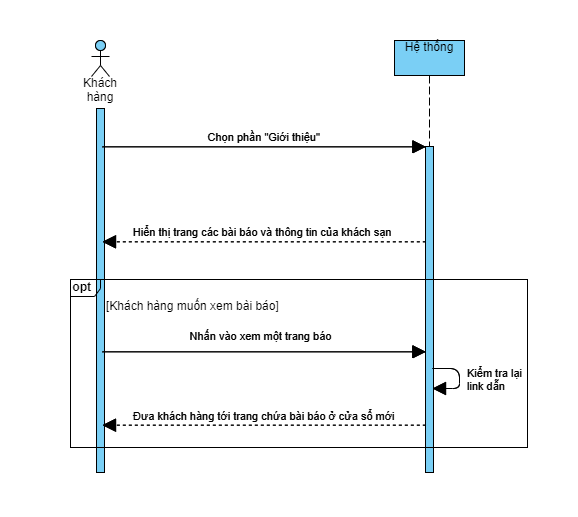 Hệ thống
Khách
hàng
Chọn phần "Giới thiệu"
Hiển thị trang các bài báo và thông tin của khách sạn
opt
[Khách hàng muốn xem bài báo]
Nhấn vào xem một trang báo
Kiểm tra lại
link dẫn
Đưa khách hàng tới trang chứa bài báo ở cửa sổ mới